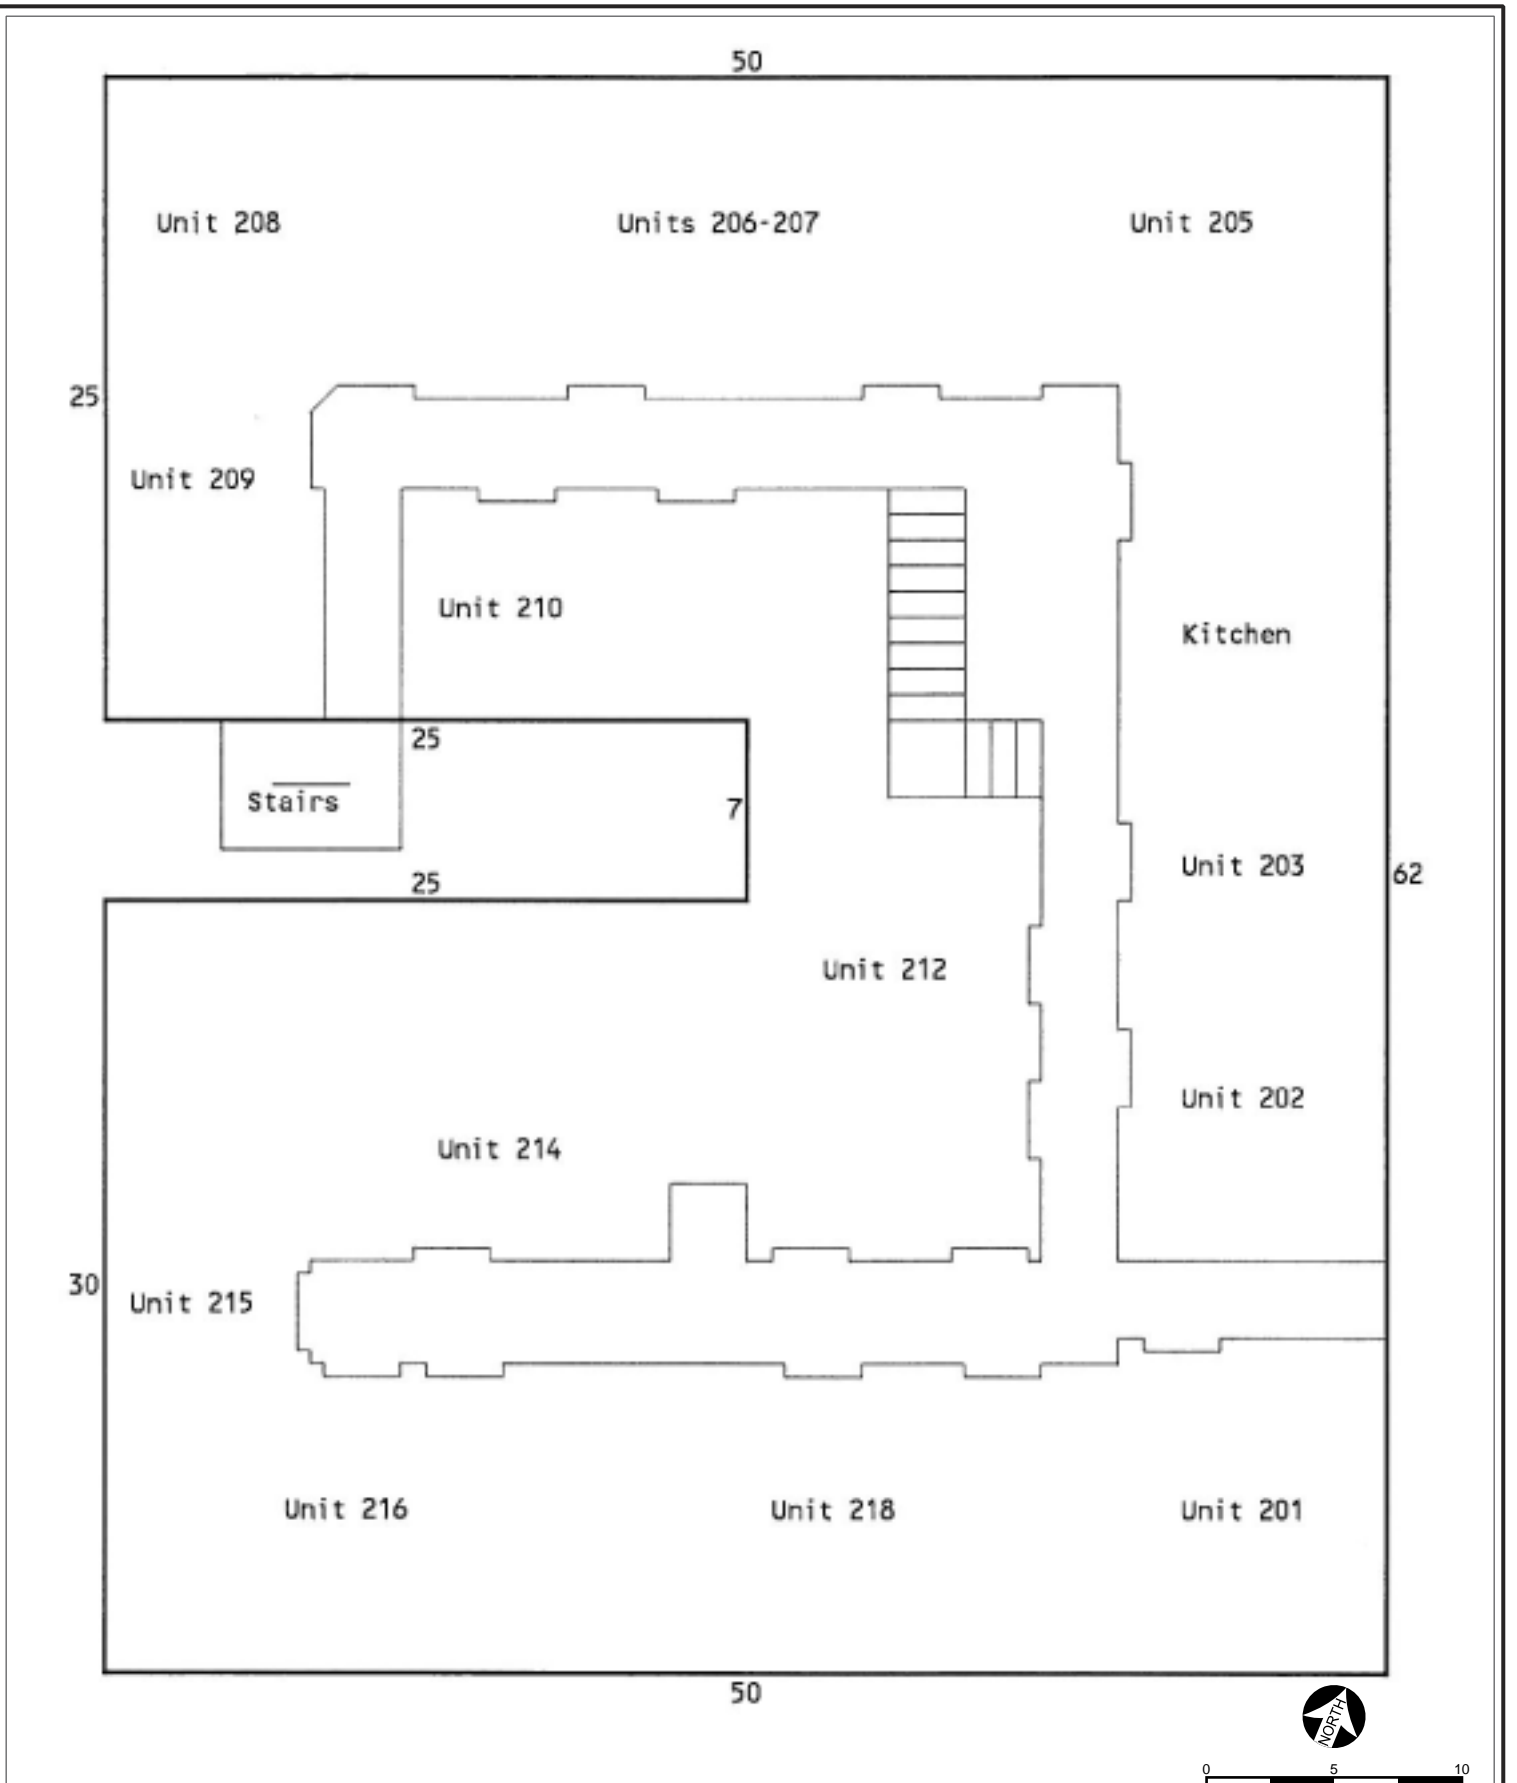 50
Unit 208
Units 206-207
Unit 205
25
Unit 209
Unit 210
Kitchen
25
Stairs
7
Unit 203
62
25
Unit 212
Unit 202
Unit 214
30
Unit 215
Unit 216
Unit 218
Unit 201
50
NORTH
0 5 10